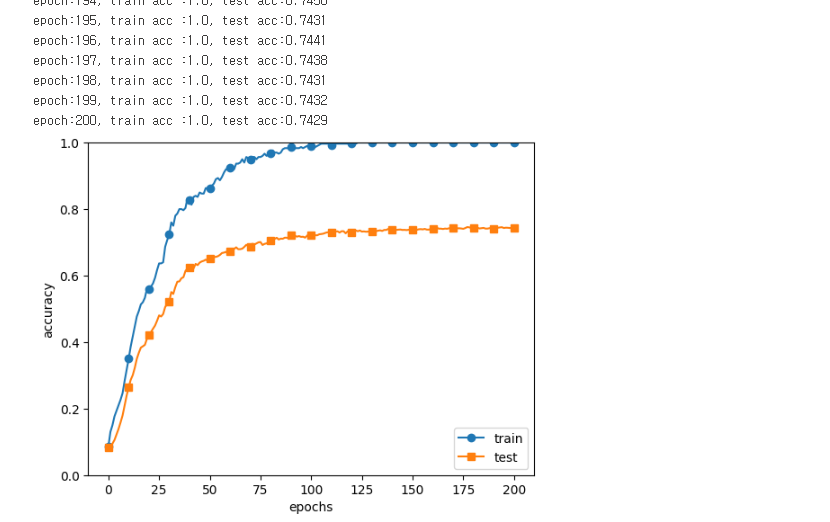 epoch:195, train acc :1.0, test acc:0.7431
epoch:196, train acc :1.0, test acc:0.7441
epoch:197, train acc :1.0, test acc:0.7438
epoch:198, train acc :1.0, test acc:0.7431
epoch:199, train acc :1.0, test acc:0.7432
epoch:200, train acc :1.0, test acc:0.7429
1.0
0.8
0.6
0.4
0.2
0.0
accuracy
train
test
0 25 50 75 100 125 150 175 200
epochs